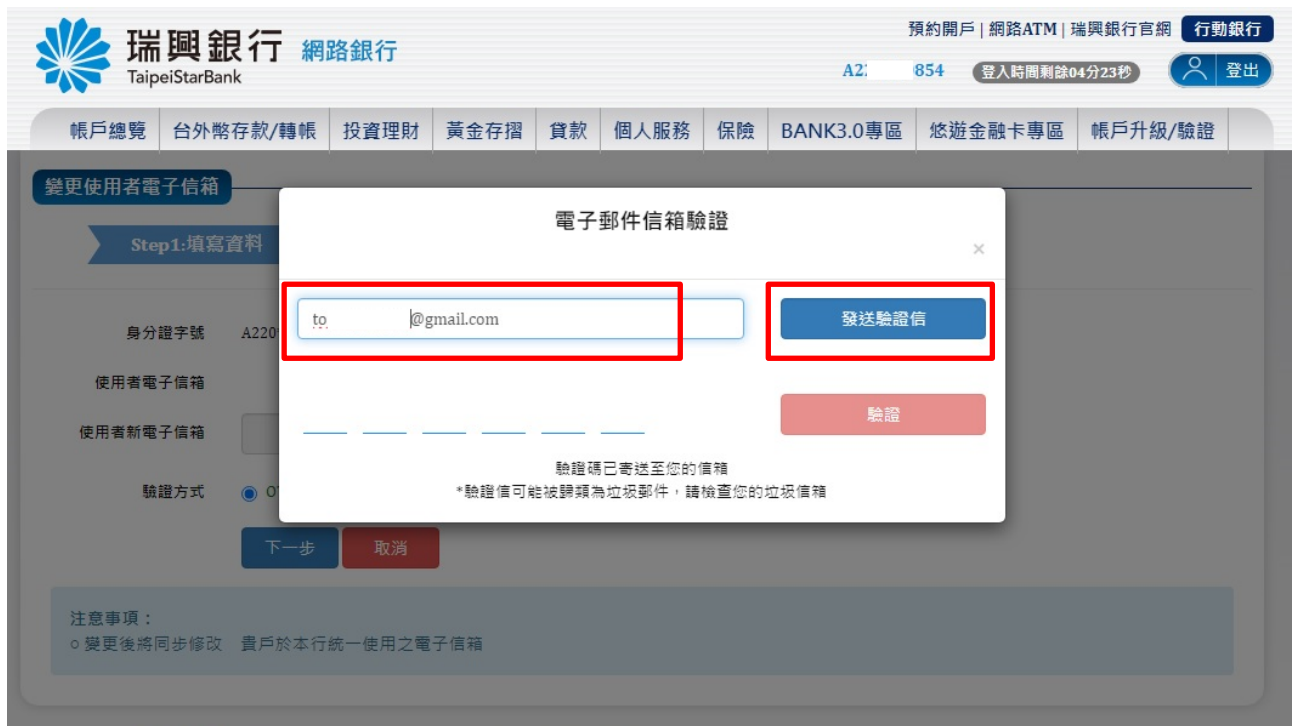 預約開戶 | 網路ATM | 瑞興銀行官網 行動銀行
瑞興銀行 網路銀行
TaipeiStarBank
A2 854 登入時間剩餘04分23秒 登出
帳戶總覽 台外幣存款/轉帳 投資理財 黃金存摺 貸款 個人服務 保險 BANK3.0專區 悠遊金融卡專區 帳戶升級/驗證
變更使用者電子信箱
電子郵件信箱驗證
×
Step1:填寫資料
to @gmail.com 發送驗證信
身分證字號 A220
使用者電子信箱
驗證
使用者新電子信箱
驗證碼已寄送至您的信箱
*驗證信可能被歸類為垃圾郵件，請檢查您的垃圾信箱
驗證方式
下一步 取消
注意事項：
○ 變更後將同步修改 貴戶於本行統一使用之電子信箱